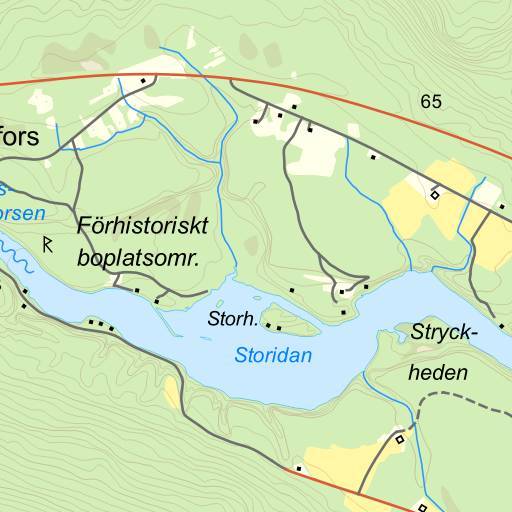 65
fors
s-
orsen
Förhistoriskt
boplatsomr.
Storh.
Storidan
Stryck-
heden